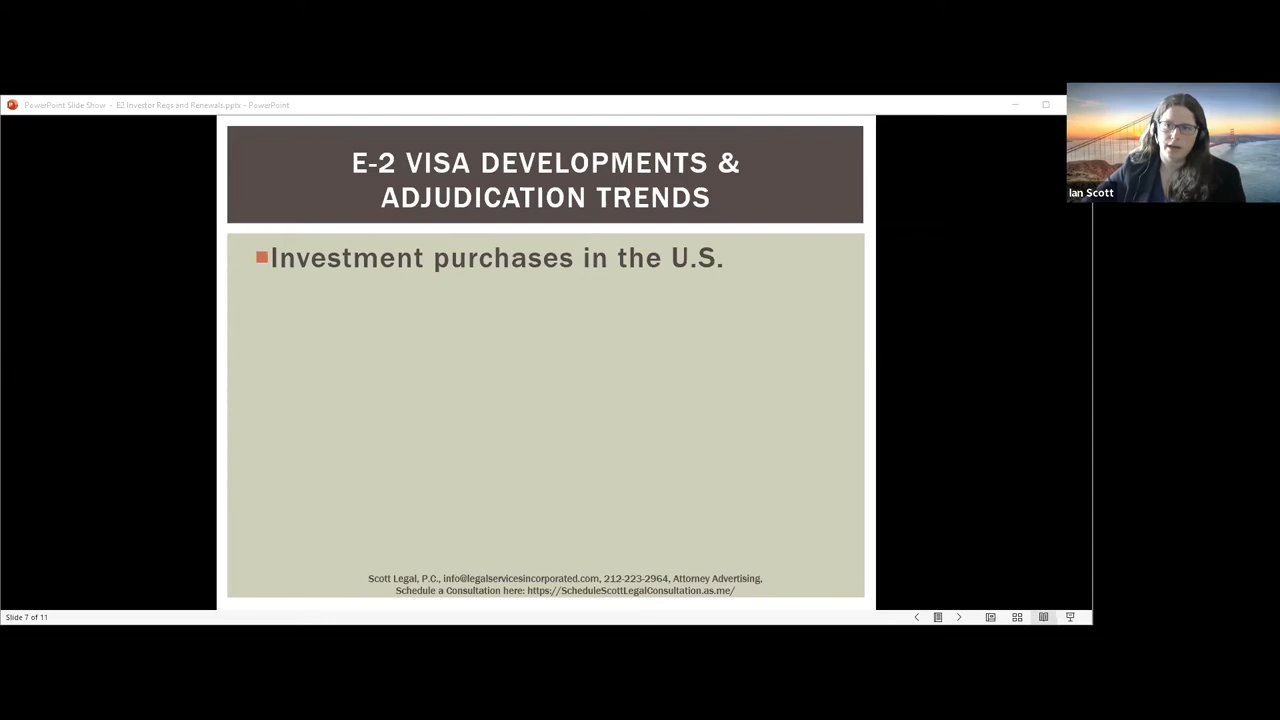 PowerPoint Slide Show - E2 Investor Reqs and Renewals.pptx - PowerPoint
E-2 VISA DEVELOPMENTS &
ADJUDICATION TRENDS
Ian Scott
Investment purchases in the U.S.
Scott Legal, P.C., info@legalservicesincorporated.com, 212-223-2964, Attorney Advertising,
Schedule a Consultation here: https://ScheduleScottLegalConsultation.as.me/
Slide 7 of 11